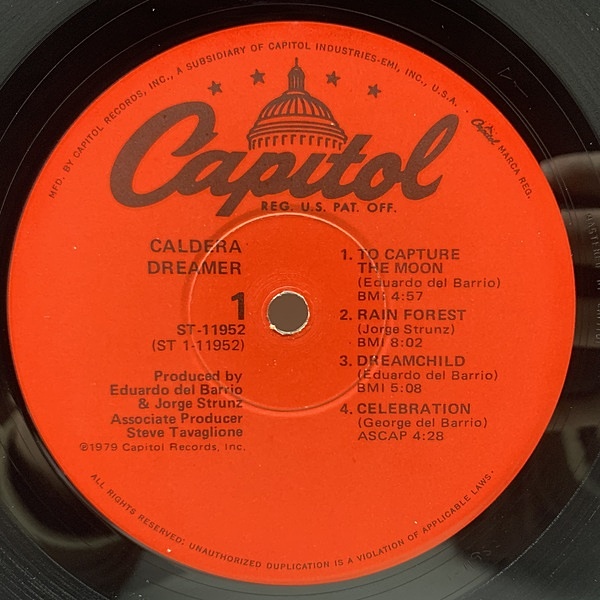 MFD. BY CAPITOL RECORDS, INC., A SUBSIDIARY OF CAPITOL INDUSTRIES-EMI, INC., U.S.A. · Capitol MARCA REG.
Capitol
REG. U.S. PAT. OFF.
CALDERA
DREAMER
1
ST-11952
(ST 1-11952)
Produced by
Eduardo del Barrio
& Jorge Strunz
Associate Producer
Steve Tavaglione
℗1979 Capitol Records, Inc.
1. TO CAPTURE
THE MOON
(Eduardo del Barrio)
BMI 4:57
2. RAIN FOREST
(Jorge Strunz)
BMI 8:02
3. DREAMCHILD
(Eduardo del Barrio)
BMI 5:08
4. CELEBRATION
(George del Barrio)
ASCAP 4:28
ALL RIGHTS RESERVED. UNAUTHORIZED DUPLICATION IS A VIOLATION OF APPLICABLE LAWS.